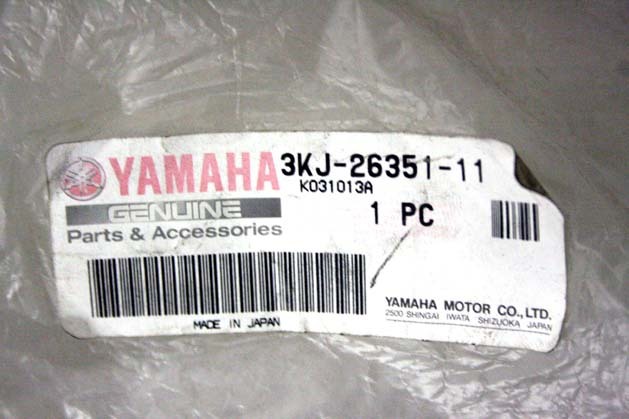 YAMAHA 3KJ-26351-11
K031013A
GENUINE
1 PC
Parts & Accessories
YAMAHA MOTOR CO., LTD.
2500 SHINGAI IWATA SHIZUOKA JAPAN
MADE IN JAPAN